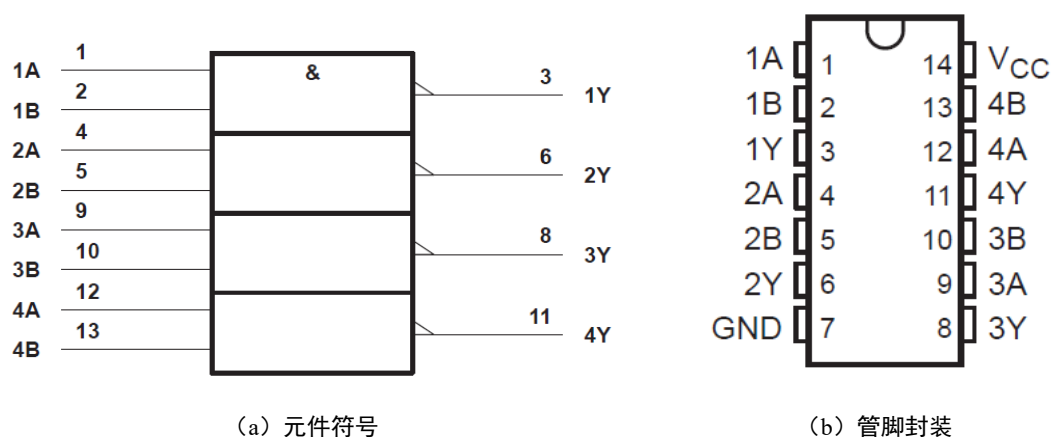 1
1A
2
1B
4
2A
5
2B
9
3A
10
3B
12
4A
13
4B
&
3
1Y
6
2Y
8
3Y
11
4Y
1A 1 14 VCC
1B 2 13 4B
1Y 3 12 4A
2A 4 11 4Y
2B 5 10 3B
2Y 6 9 3A
GND 7 8 3Y
（a）元件符号
（b）管脚封装